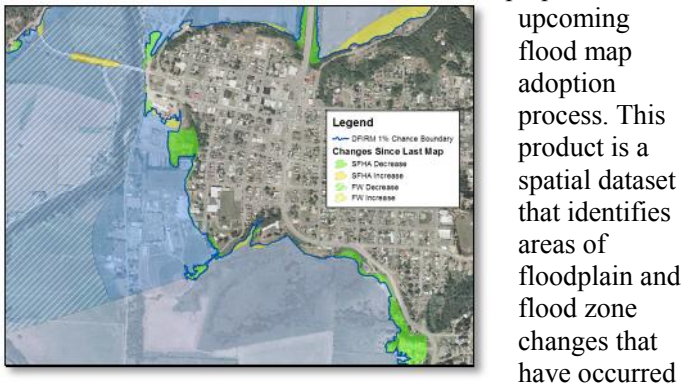 Legend
DFIRM 1% Chance Boundary
Changes Since Last Map
SFHA Decrease
SFHA Increase
FW Decrease
FW Increase
upcoming
flood map
adoption
process. This
product is a
spatial dataset
that identifies
areas of
floodplain and
flood zone
changes that
have occurred